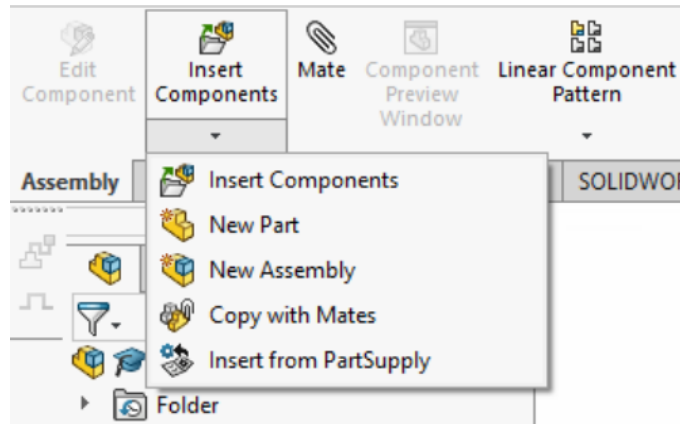 Edit
Component
Insert
Components
Mate
Component
Preview
Window
Linear Component
Pattern
Assembly
SOLIDWO
Insert Components
New Part
New Assembly
Copy with Mates
Insert from PartSupply
Folder